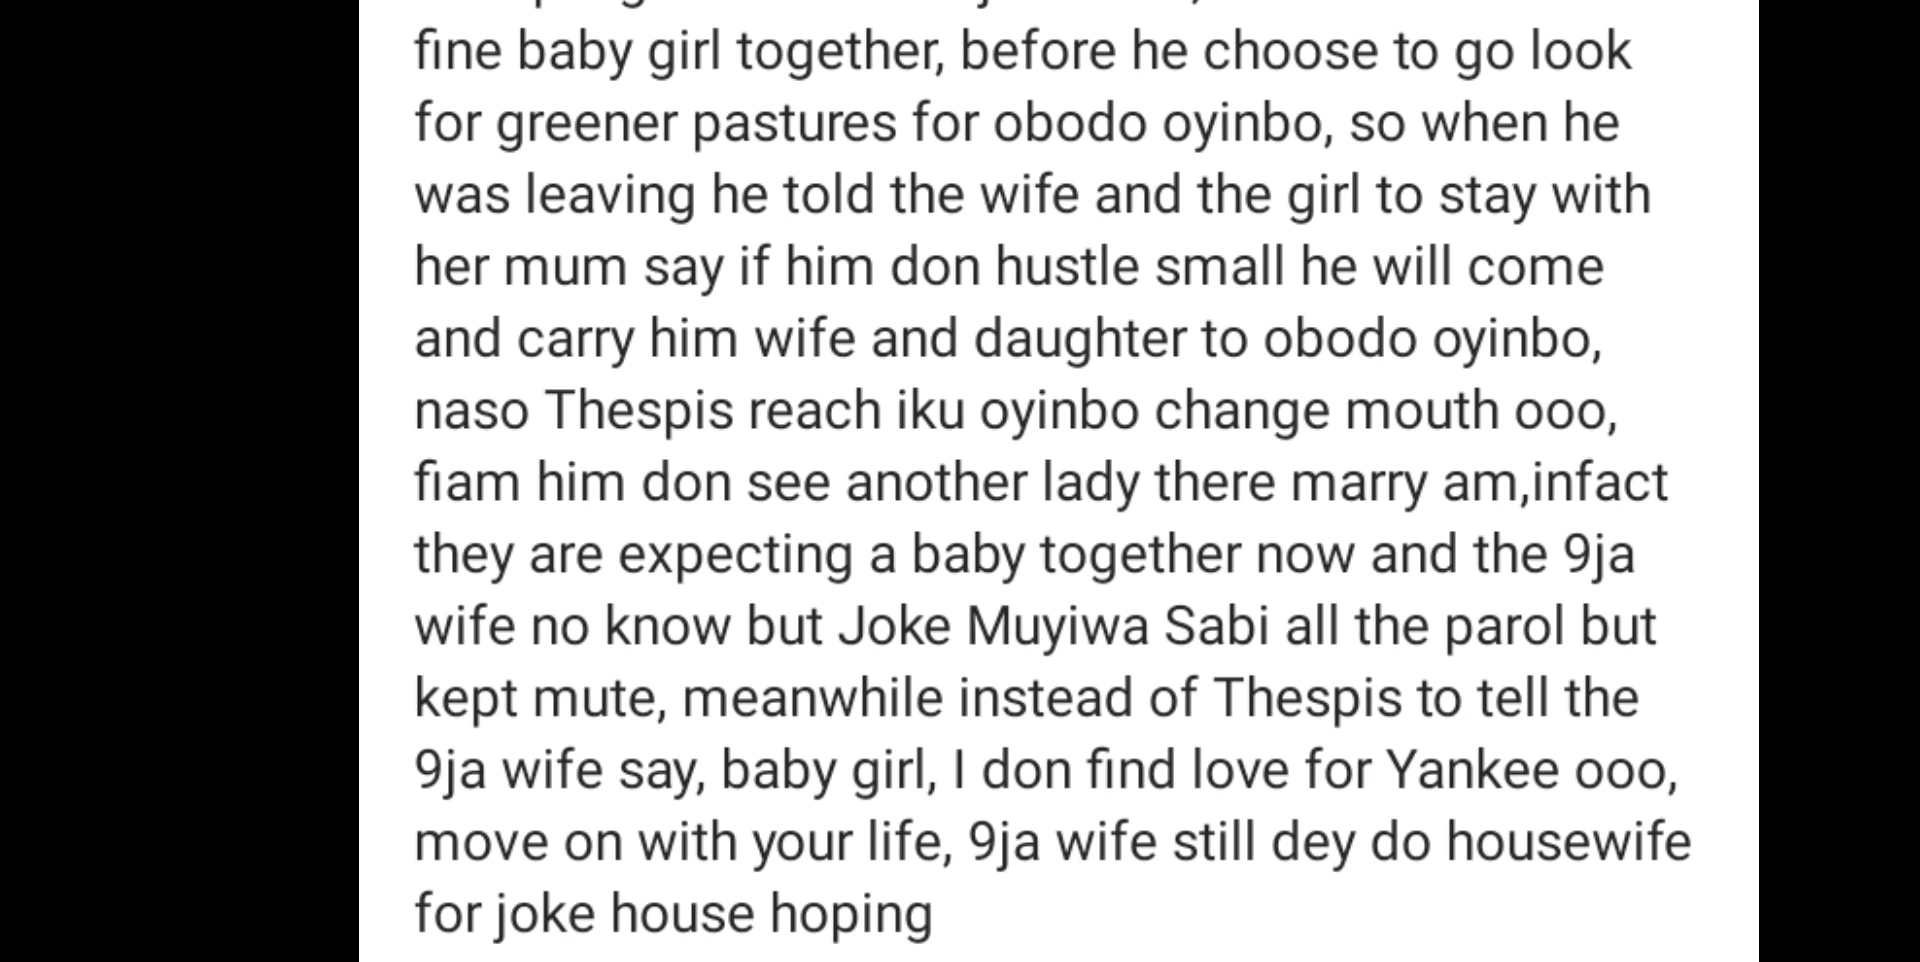 fine baby girl together, before he choose to go look
for greener pastures for obodo oyinbo, so when he
was leaving he told the wife and the girl to stay with
her mum say if him don hustle small he will come
and carry him wife and daughter to obodo oyinbo,
naso Thespis reach iku oyinbo change mouth ooo,
fiam him don see another lady there marry am,infact
they are expecting a baby together now and the 9ja
wife no know but Joke Muyiwa Sabi all the parol but
kept mute, meanwhile instead of Thespis to tell the
9ja wife say, baby girl, I don find love for Yankee ooo,
move on with your life, 9ja wife still dey do housewife
for joke house hoping